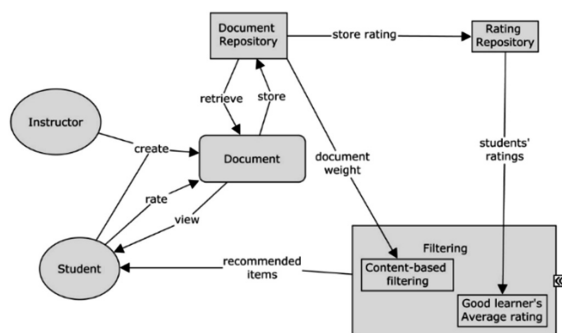 Document
Repository
store rating
Rating
Repository
retrieve
store
Instructor
create
Document
document
weight
students'
ratings
rate
view
Student
recommended
items
Filtering
Content-based
filtering
Good learner's
Average rating